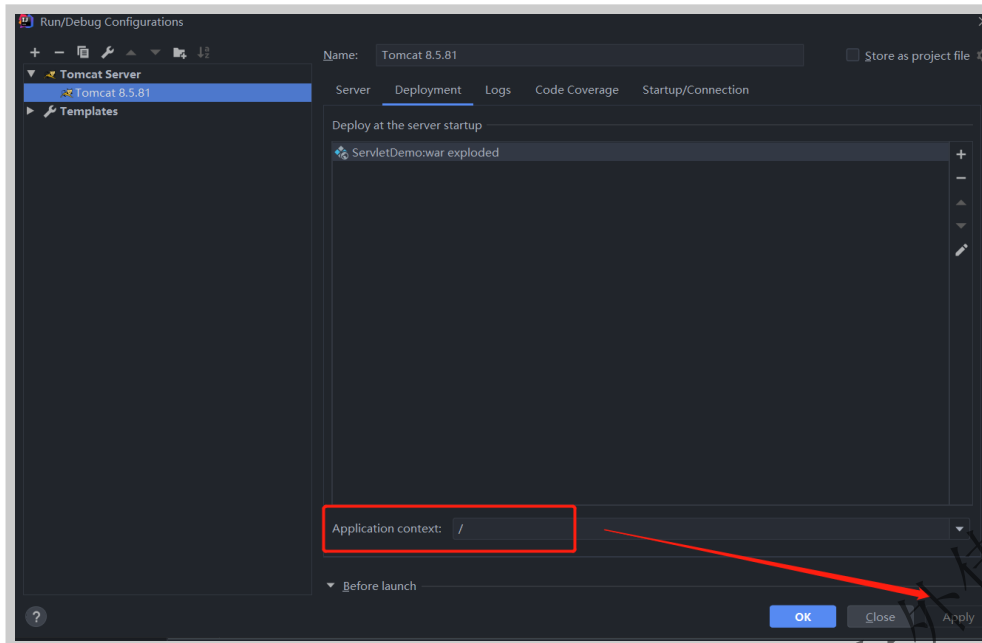 Run/Debug Configurations
Name: Tomcat 8.5.81
Store as project file
Tomcat Server
Tomcat 8.5.81
Templates
Server Deployment Logs Code Coverage Startup/Connection
Deploy at the server startup
ServletDemo:war exploded
Application context: /
Before launch
? OK Close Apply